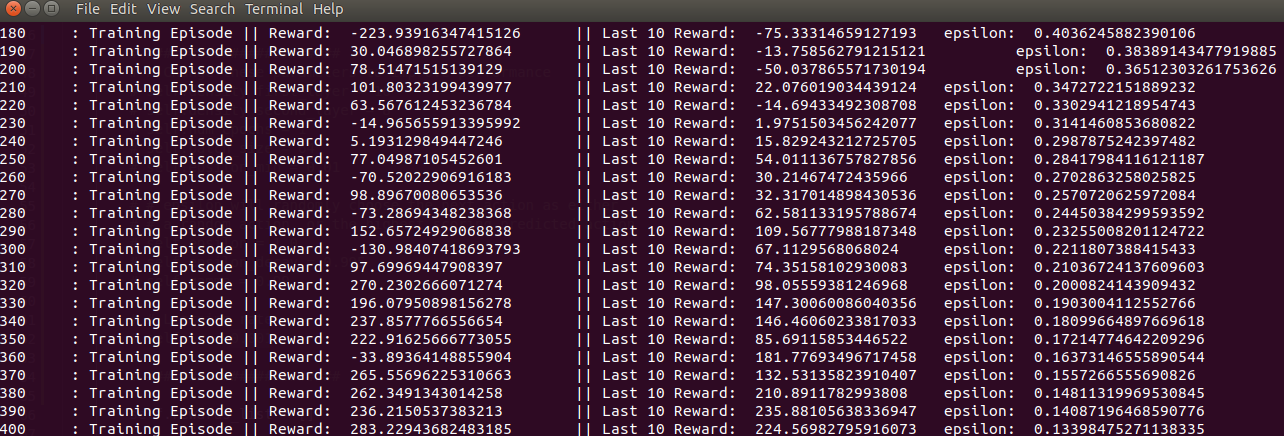 File Edit View Search Terminal Help
180 : Training Episode || Reward: -223.93916347415126 || Last 10 Reward: -75.33314659127193 epsilon: 0.4036245882390106
190 : Training Episode || Reward: 30.046898255727864 || Last 10 Reward: -13.758562791215121 epsilon: 0.38389143477919885
200 : Training Episode || Reward: 78.51471515139129 || Last 10 Reward: -50.037865571730194 epsilon: 0.36512303261753626
210 : Training Episode || Reward: 101.80323199439977 || Last 10 Reward: 22.076019034439124 epsilon: 0.3472722151889232
220 : Training Episode || Reward: 63.567612453236784 || Last 10 Reward: -14.69433492308708 epsilon: 0.3302941218954743
230 : Training Episode || Reward: -14.965655913395992 || Last 10 Reward: 1.9751503456242077 epsilon: 0.3141460853680822
240 : Training Episode || Reward: 5.193129849447246 || Last 10 Reward: 15.829243212725705 epsilon: 0.2987875242397482
250 : Training Episode || Reward: 77.04987105452601 || Last 10 Reward: 54.011136757827856 epsilon: 0.28417984116121187
260 : Training Episode || Reward: -70.52022906916183 || Last 10 Reward: 30.21467472435966 epsilon: 0.2702863258025825
270 : Training Episode || Reward: 98.89670080653536 || Last 10 Reward: 32.317014898430536 epsilon: 0.2570720625972084
280 : Training Episode || Reward: -73.28694348238368 || Last 10 Reward: 62.581133195788674 epsilon: 0.24450384299593592
290 : Training Episode || Reward: 152.65724929068838 || Last 10 Reward: 109.56777988187348 epsilon: 0.23255008201124722
300 : Training Episode || Reward: -130.98407418693793 || Last 10 Reward: 67.1129568068024 epsilon: 0.2211807388415433
310 : Training Episode || Reward: 97.69969447908397 || Last 10 Reward: 74.35158102930083 epsilon: 0.21036724137609603
320 : Training Episode || Reward: 270.2302666071274 || Last 10 Reward: 98.05559381246968 epsilon: 0.2000824143909432
330 : Training Episode || Reward: 196.07950898156278 || Last 10 Reward: 147.30060086040356 epsilon: 0.1903004112552766
340 : Training Episode || Reward: 237.8577766556654 || Last 10 Reward: 146.46060233817033 epsilon: 0.18099664897669618
350 : Training Episode || Reward: 222.91625667773055 || Last 10 Reward: 85.69115853446522 epsilon: 0.17214774642209296
360 : Training Episode || Reward: -33.89364148855904 || Last 10 Reward: 181.77693496717458 epsilon: 0.16373146555890544
370 : Training Episode || Reward: 265.55696225310663 || Last 10 Reward: 132.53135823910407 epsilon: 0.1557266555690826
380 : Training Episode || Reward: 262.3491343014258 || Last 10 Reward: 210.8911782993808 epsilon: 0.14811319969530845
390 : Training Episode || Reward: 236.2150537383213 || Last 10 Reward: 235.88105638336947 epsilon: 0.14087196468590776
400 : Training Episode || Reward: 283.22943682483185 || Last 10 Reward: 224.56982795916073 epsilon: 0.13398475271138335